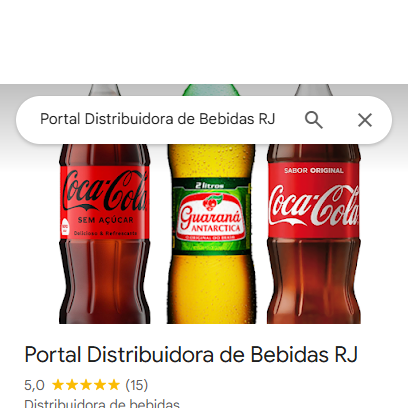 Portal Distribuidora de Bebidas RJ
Coca-Cola
SEM AÇÚCAR
Delicioso & Refrescante
2 litros
Guaraná
ANTARCTICA
O ORIGINAL DO BRASIL
SABOR ORIGINAL
Coca-Cola
Portal Distribuidora de Bebidas RJ
5,0 (15)
Distribuidora de bebidas